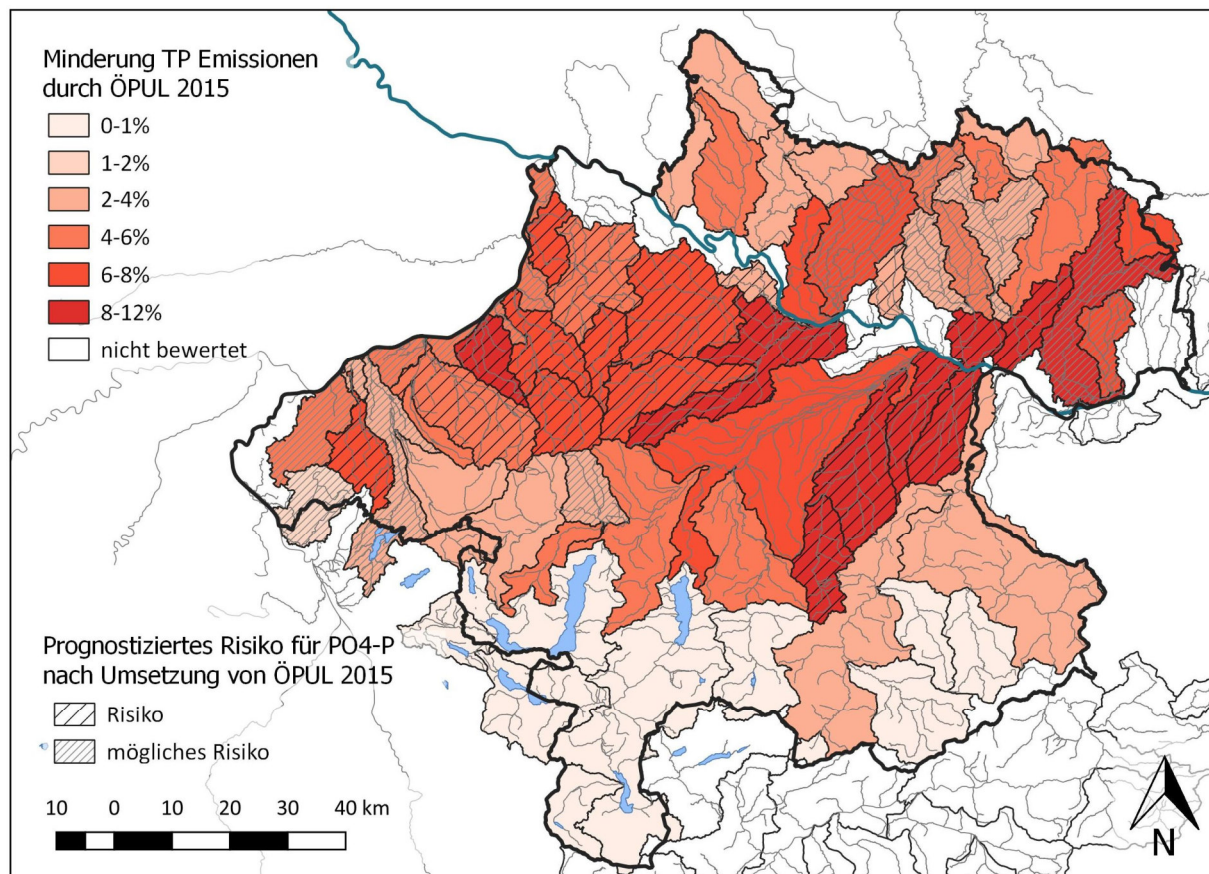 Minderung TP Emissionen
durch ÖPUL 2015
0-1%
1-2%
2-4%
4-6%
6-8%
8-12%
nicht bewertet
Prognostiziertes Risiko für PO4-P
nach Umsetzung von ÖPUL 2015
Risiko
mögliches Risiko
10 0 10 20 30 40 km
N